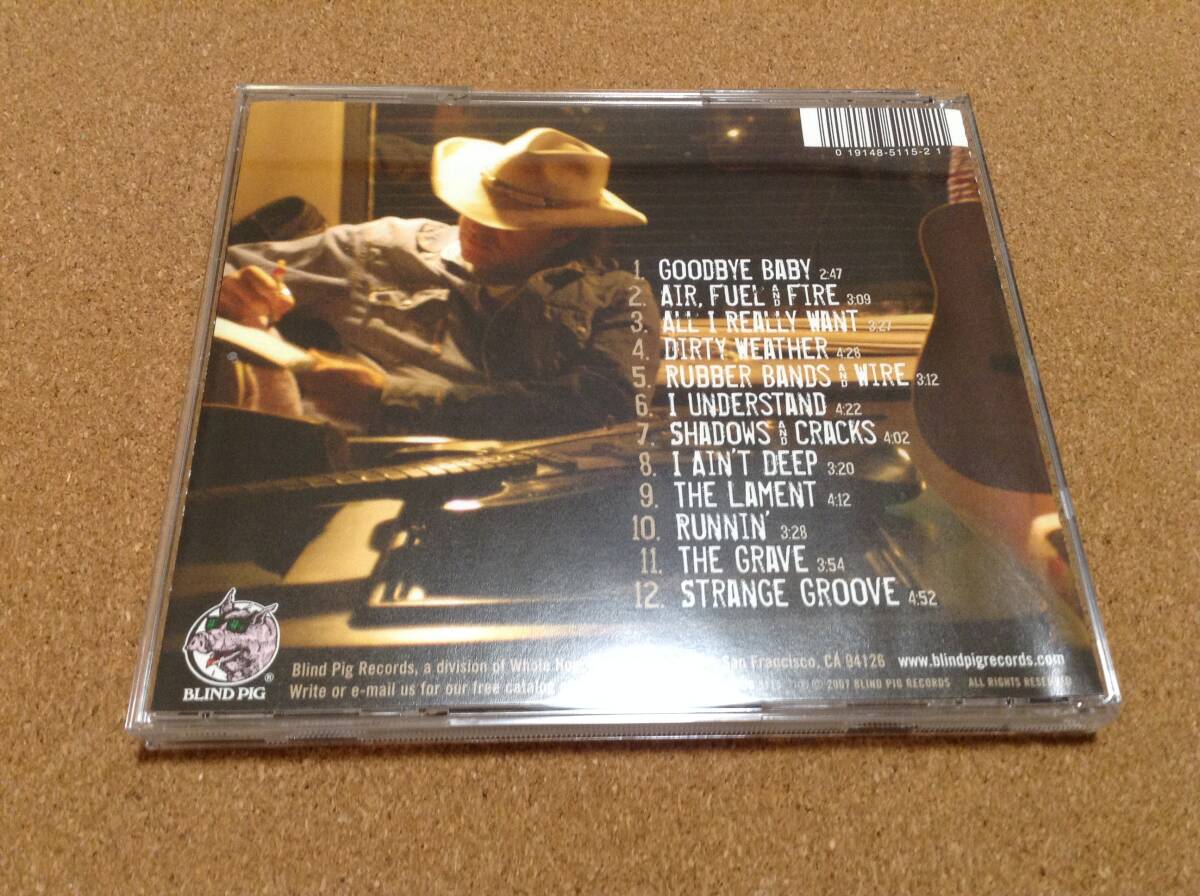 0 19148-5115-2 1
1. GOODBYE BABY 2:47
2. AIR, FUEL AND FIRE 3:09
3. ALL I REALLY WANT 3:27
4. DIRTY WEATHER 4:28
5. RUBBER BANDS AND WIRE 3:12
6. I UNDERSTAND 4:22
7. SHADOWS AND CRACKS 4:02
8. I AIN'T DEEP 3:20
9. THE LAMENT 4:12
10. RUNNIN' 3:28
11. THE GRAVE 3:54
12. STRANGE GROOVE 4:52
BLIND PIG ®
Blind Pig Records, a division of Whole San Francisco, CA 94126 www.blindpigrecords.com
Write or e-mail us for our free catalog 5115 ℗ © 2007 BLIND PIG RECORDS ALL RIGHTS RESERVED